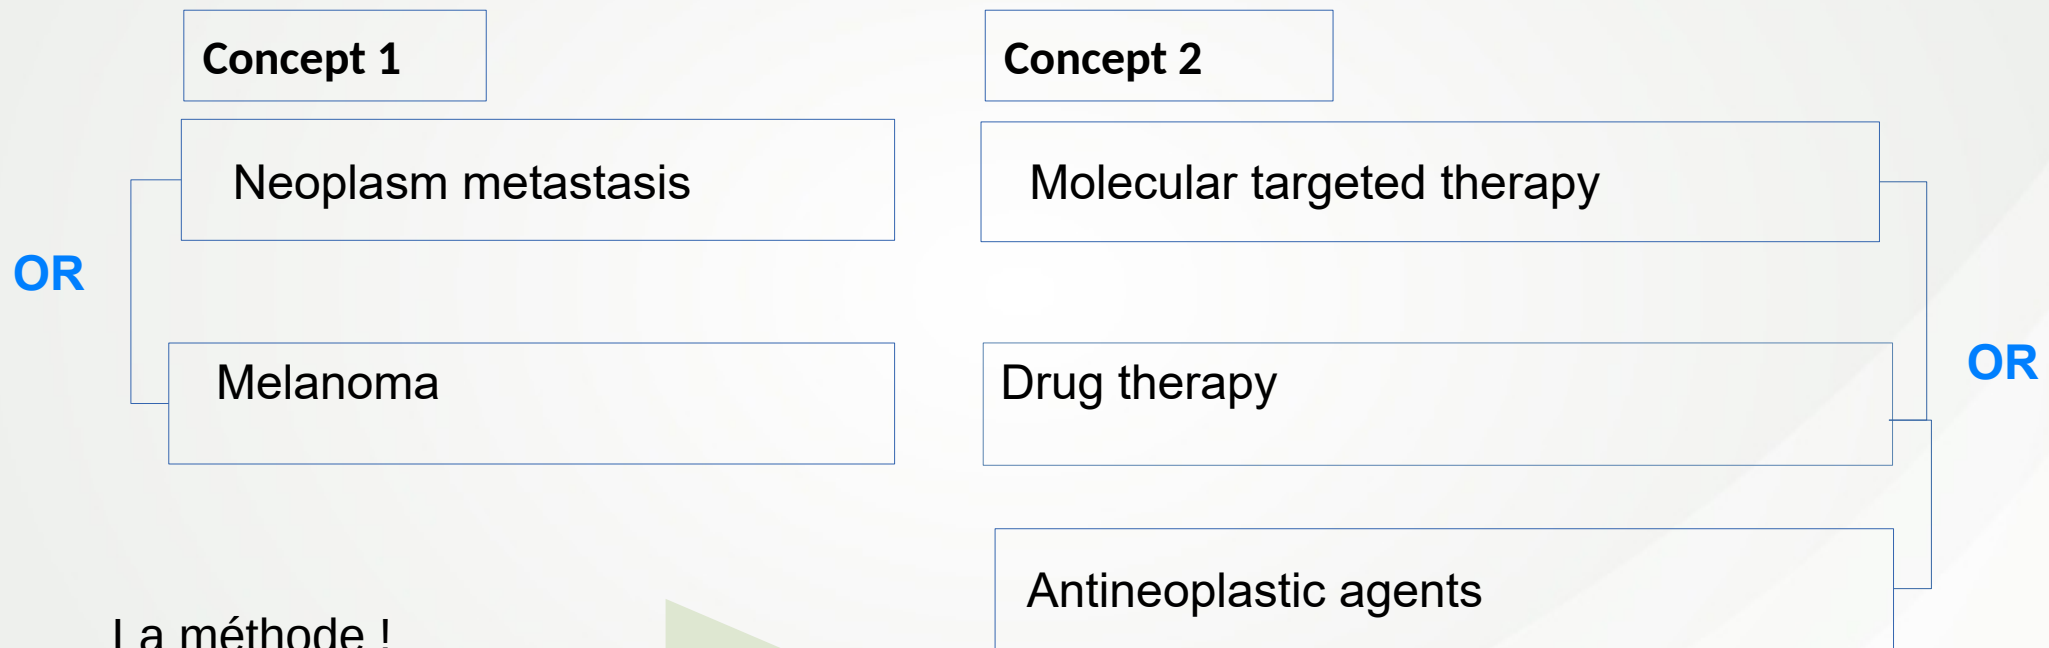 Concept 1
Concept 2
Neoplasm metastasis
Molecular targeted therapy
OR
Melanoma
Drug therapy
OR
Antineoplastic agents
La méthode !